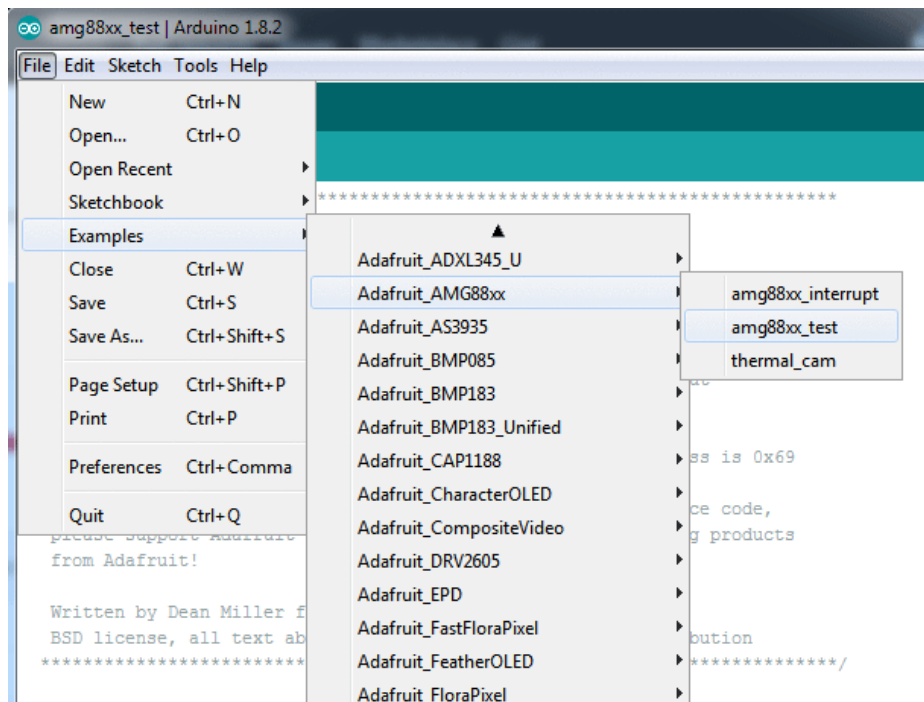 amg88xx_test | Arduino 1.8.2
File Edit Sketch Tools Help
New Ctrl+N
Open... Ctrl+O
Open Recent
Sketchbook
Examples
Close Ctrl+W
Save Ctrl+S
Save As... Ctrl+Shift+S
Page Setup Ctrl+Shift+P
Print Ctrl+P
Preferences Ctrl+Comma
Quit Ctrl+Q
Adafruit_ADXL345_U
Adafruit_AMG88xx
Adafruit_AS3935
Adafruit_BMP085
Adafruit_BMP183
Adafruit_BMP183_Unified
Adafruit_CAP1188
Adafruit_CharacterOLED
Adafruit_CompositeVideo
Adafruit_DRV2605
Adafruit_EPD
Adafruit_FastFloraPixel
Adafruit_FeatherOLED
Adafruit_FloraPixel
amg88xx_interrupt
amg88xx_test
thermal_cam
*************************************************
ss is 0x69
ce code,
please support Adafruit g products
from Adafruit!
Written by Dean Miller f
BSD license, all text ab bution
************************* **************/